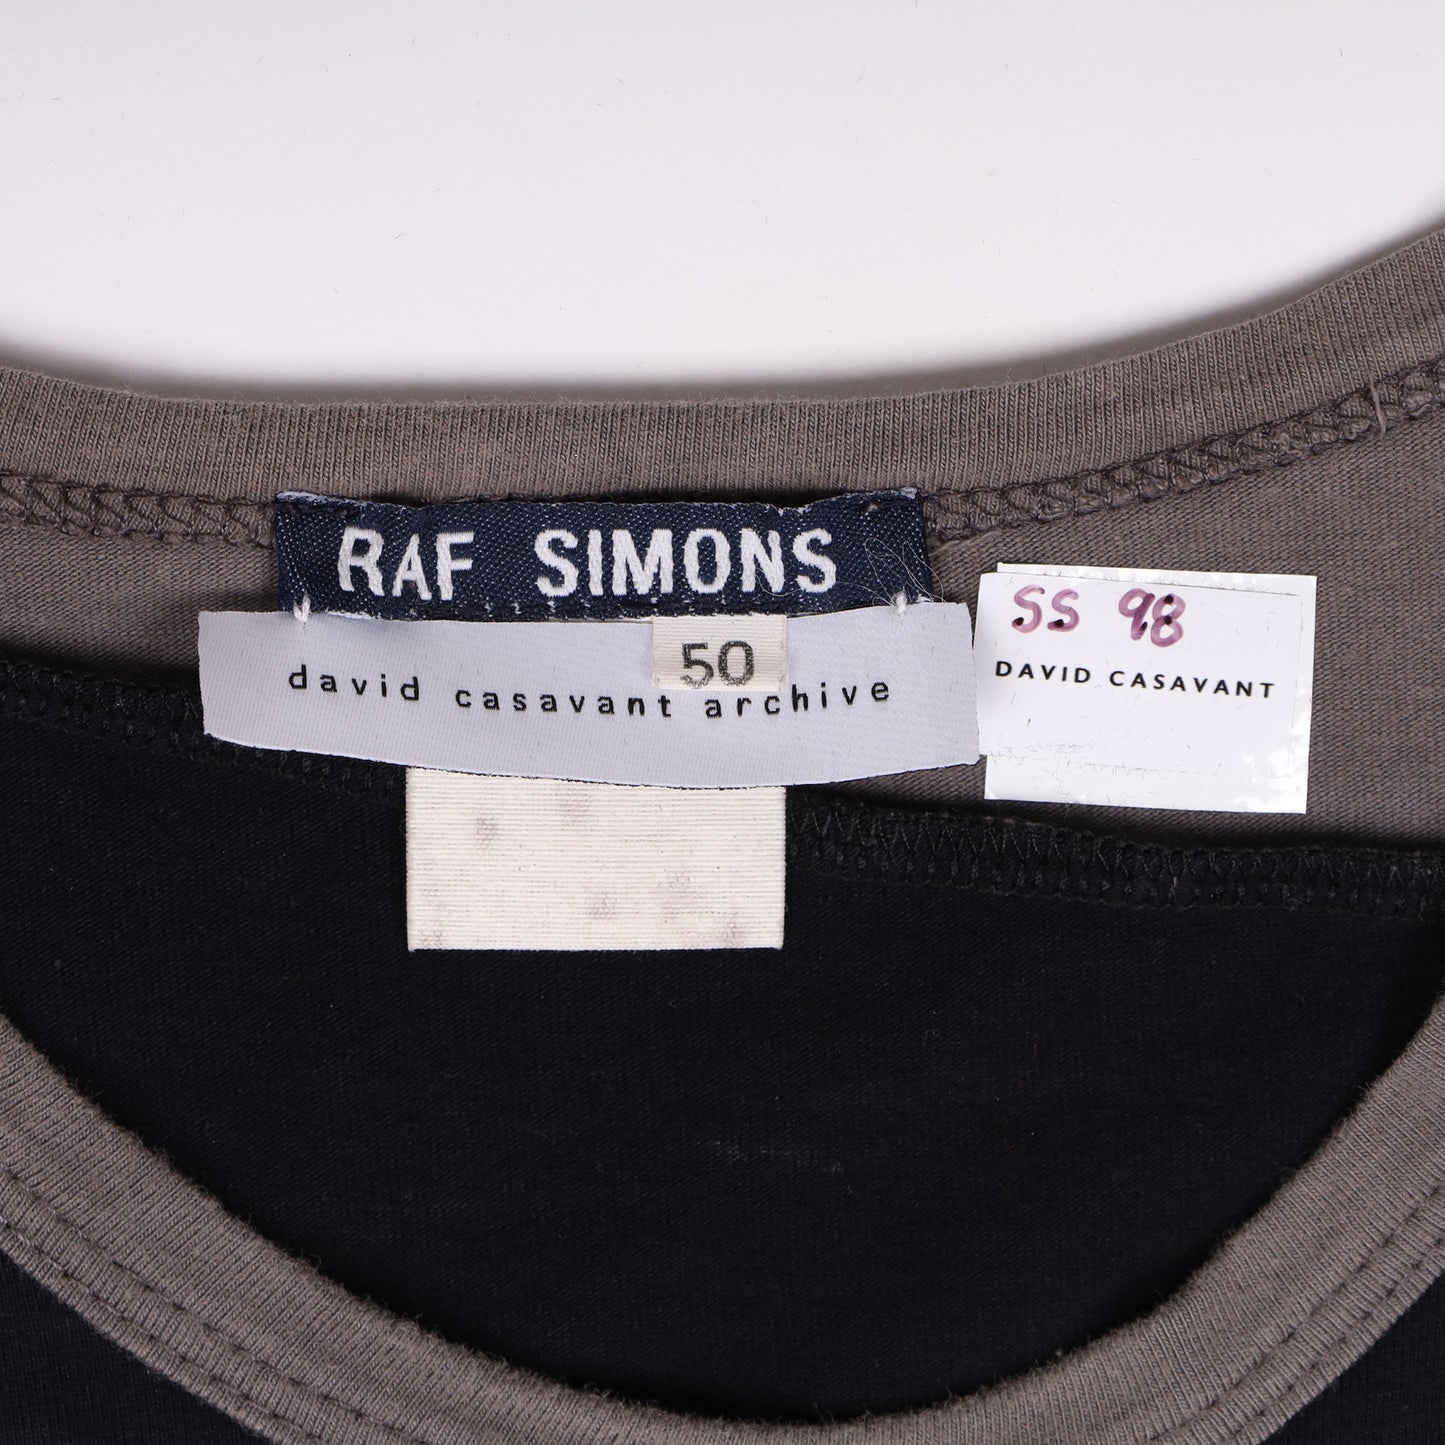 RAF SIMONS
50
david casavant archive
SS 98
DAVID CASAVANT